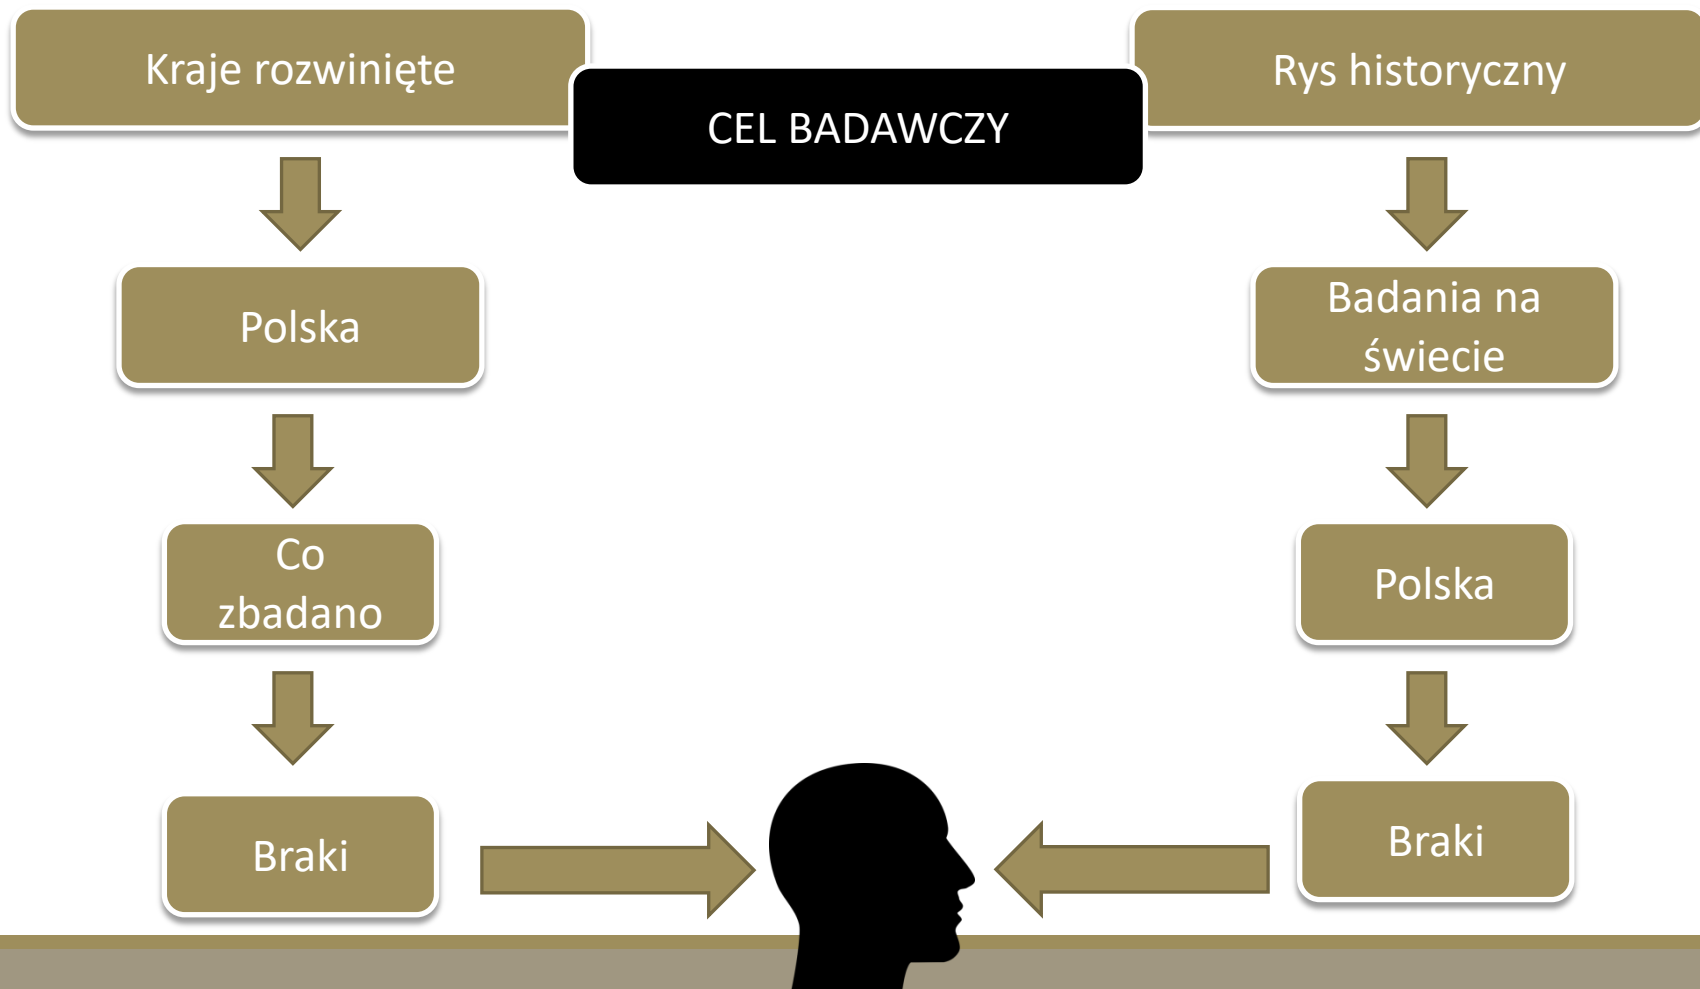 Kraje rozwinięte
CEL BADAWCZY
Rys historyczny
Polska
Co
zbadano
Braki
Badania na
świecie
Polska
Braki